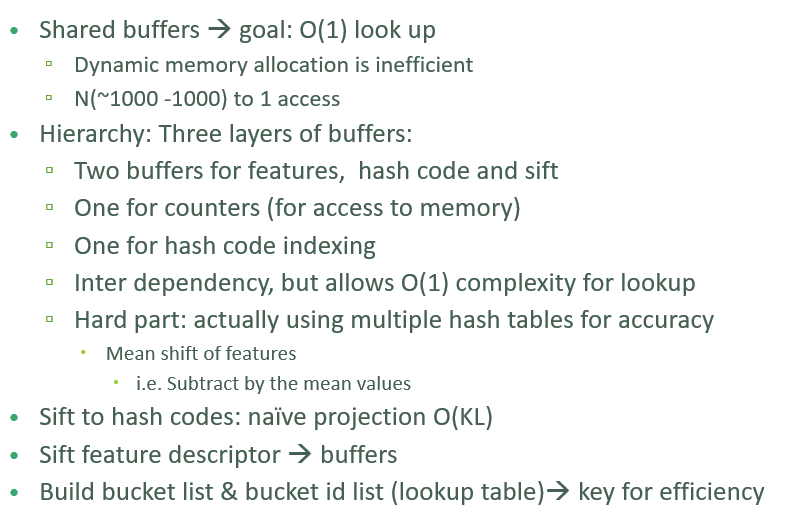 • Shared buffers → goal: O(1) look up
▫ Dynamic memory allocation is inefficient
▫ N(~1000 -1000) to 1 access
• Hierarchy: Three layers of buffers:
▫ Two buffers for features,  hash code and sift
▫ One for counters (for access to memory)
▫ One for hash code indexing
▫ Inter dependency, but allows O(1) complexity for lookup
▫ Hard part: actually using multiple hash tables for accuracy
• Mean shift of features
• i.e. Subtract by the mean values
• Sift to hash codes: naïve projection O(KL)
• Sift feature descriptor → buffers
• Build bucket list & bucket id list (lookup table)→ key for efficiency